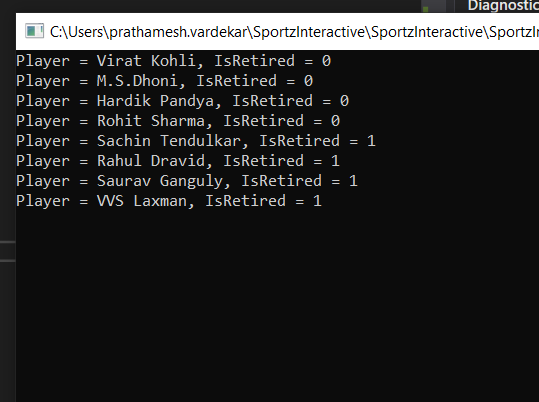 Diagnostic
C:\Users\prathamesh.vardekar\SportzInteractive\SportzInteractive\SportzIn
Player = Virat Kohli, IsRetired = 0
Player = M.S.Dhoni, IsRetired = 0
Player = Hardik Pandya, IsRetired = 0
Player = Rohit Sharma, IsRetired = 0
Player = Sachin Tendulkar, IsRetired = 1
Player = Rahul Dravid, IsRetired = 1
Player = Saurav Ganguly, IsRetired = 1
Player = VVS Laxman, IsRetired = 1